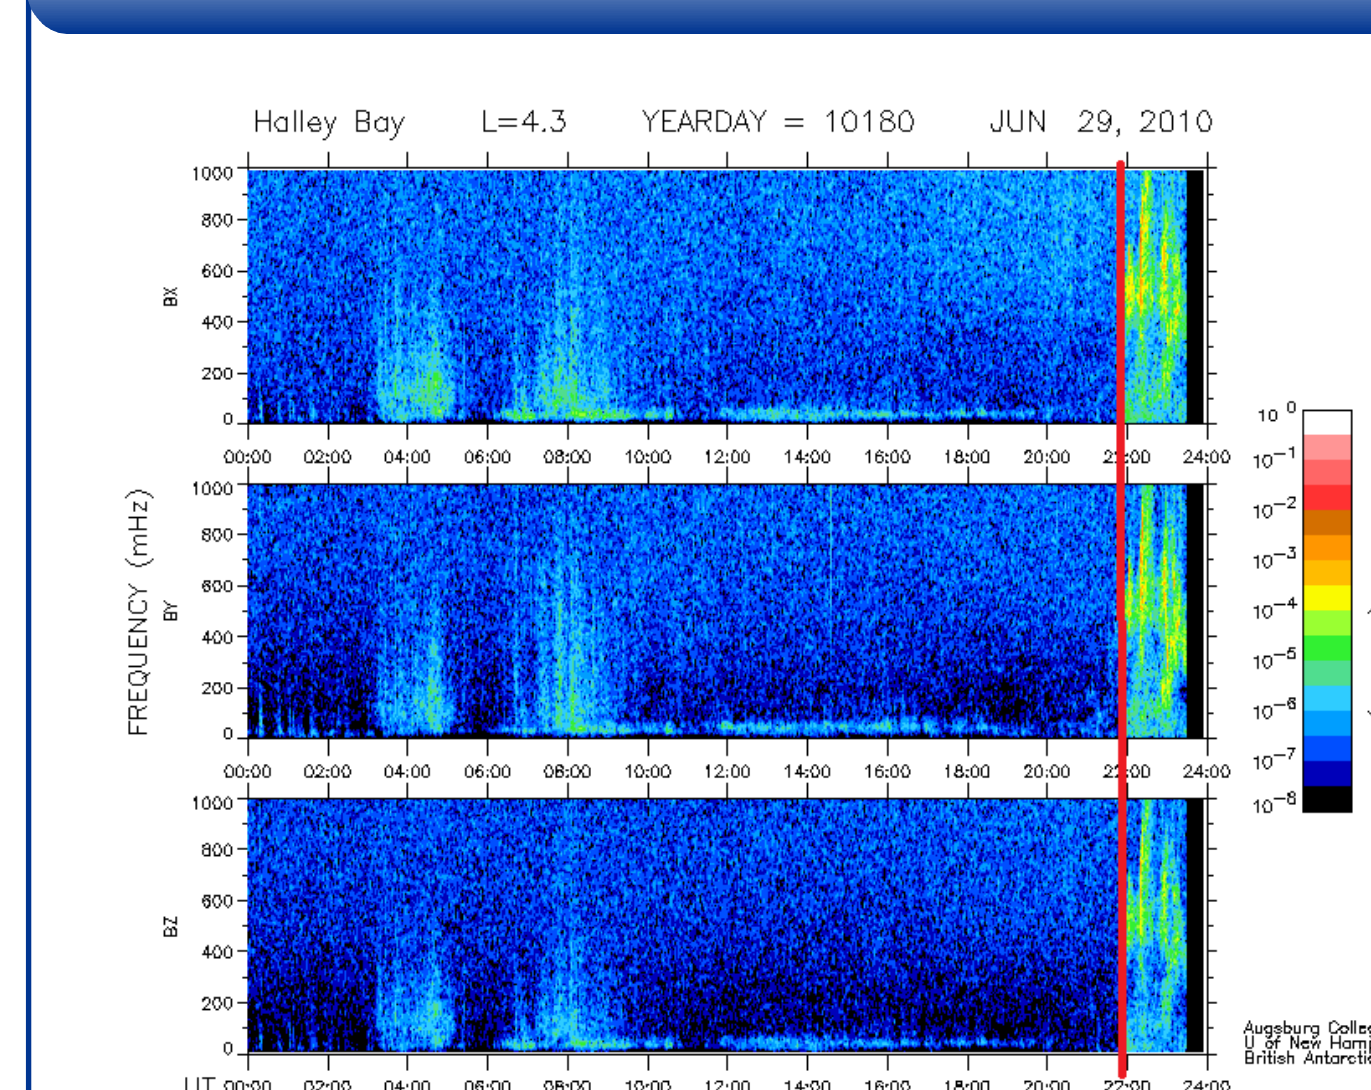 Halley Bay L=4.3 YEARDAY = 10180 JUN 29, 2010
1000
800
600
400
200
0
BX
00:00 02:00 04:00 06:00 08:00 10:00 12:00 14:00 16:00 18:00 20:00 22:00 24:00
FREQUENCY (mHz)
1000
800
600
400
200
0
BY
00:00 02:00 04:00 06:00 08:00 10:00 12:00 14:00 16:00 18:00 20:00 22:00 24:00
1000
800
600
400
200
0
BZ
UT 00:00 02:00 04:00 06:00 08:00 10:00 12:00 14:00 16:00 18:00 20:00 22:00 24:00
10 0
10−1
10−2
10−3
10−4
10−5
10−6
10−7
10−8
Augsburg Colleg
U of New Hamp
British Antarctic